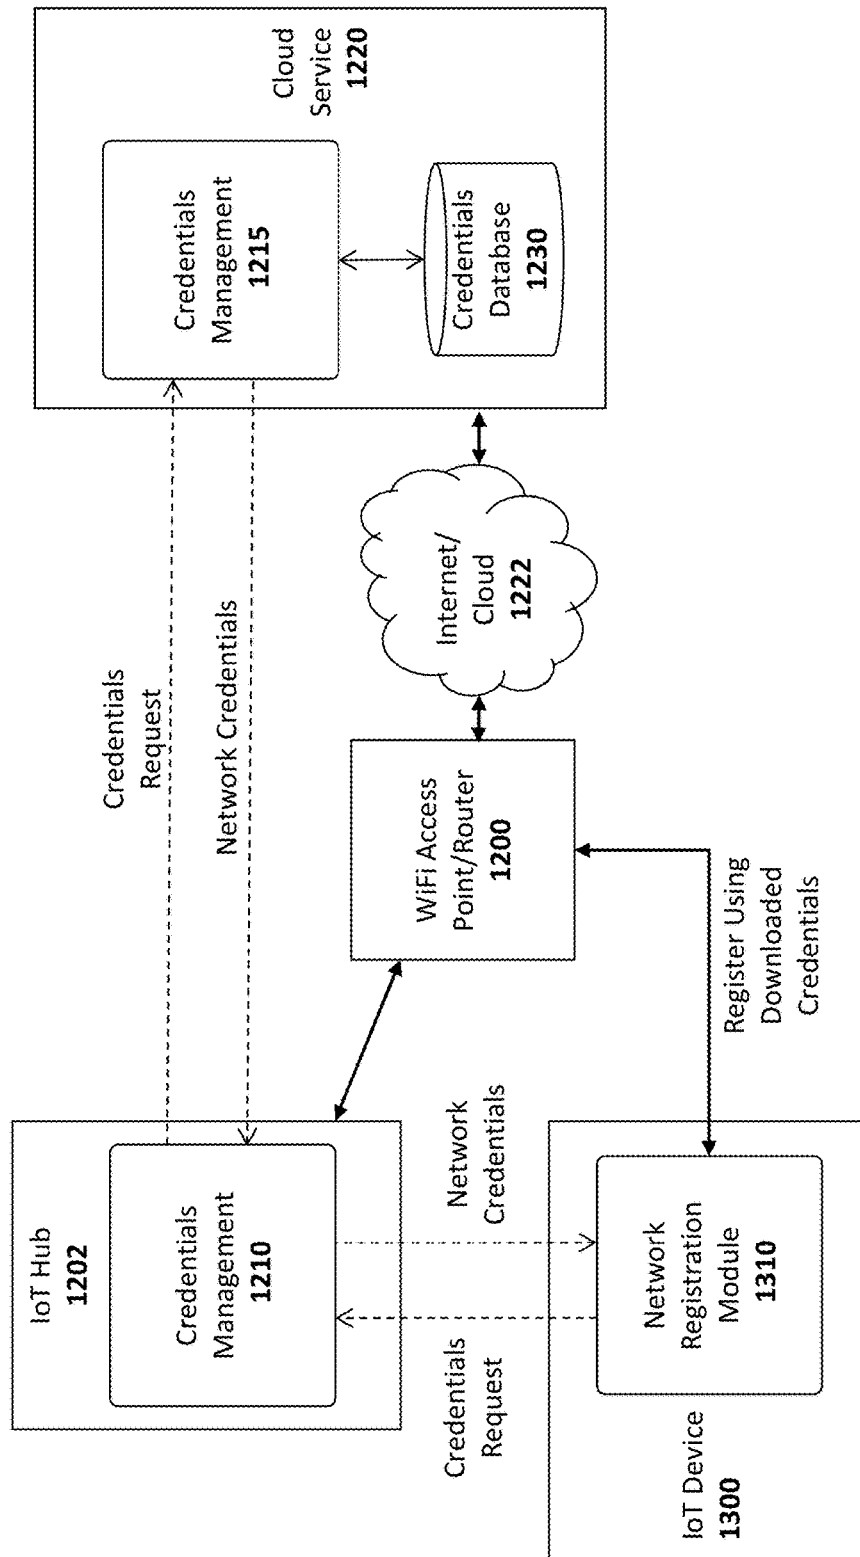 IoT Hub
1202
Credentials
Management
1210
Credentials
Request
Network Credentials
Credentials
Management
1215
Cloud
Service
1220
Credentials
Database
1230
Internet/
Cloud
1222
WiFi Access
Point/Router
1200
Credentials
Request
Network
Credentials
Network
Registration
Module
1310
IoT Device
1300
Register Using
Downloaded
Credentials